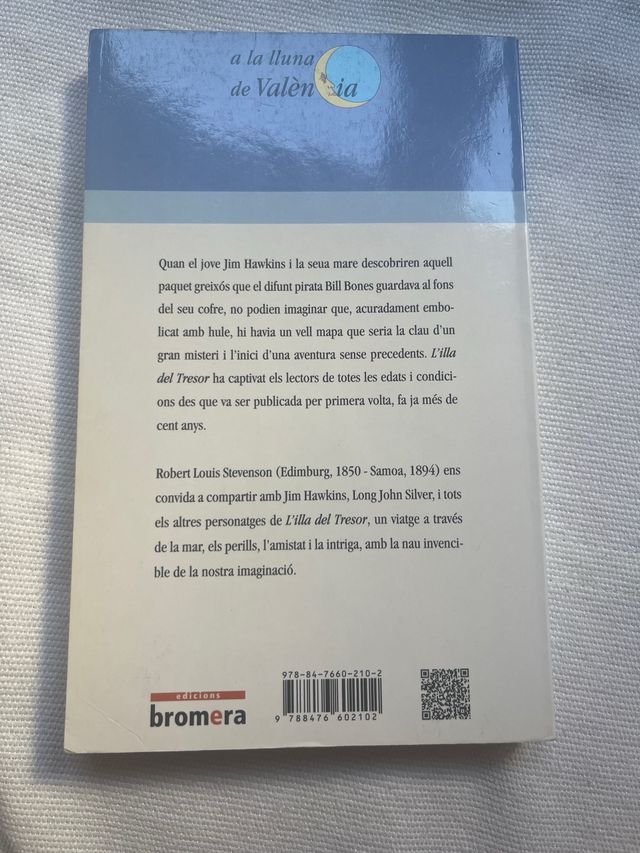 a la lluna
de València
Quan el jove Jim Hawkins i la seua mare descobriren aquell
paquet greixós que el difunt pirata Bill Bones guardava al fons
del seu cofre, no podien imaginar que, acuradament embo-
licat amb hule, hi havia un vell mapa que seria la clau d'un
gran misteri i l'inici d'una aventura sense precedents. L'illa
del Tresor ha captivat els lectors de totes les edats i condici-
ons des que va ser publicada per primera volta, fa ja més de
cent anys.
Robert Louis Stevenson (Edimburg, 1850 - Samoa, 1894) ens
convida a compartir amb Jim Hawkins, Long John Silver, i tots
els altres personatges de L'illa del Tresor, un viatge a través
de la mar, els perills, l'amistat i la intriga, amb la nau invenci-
ble de la nostra imaginació.
edicions
bromera
978-84-7660-210-2
9 788476 602102